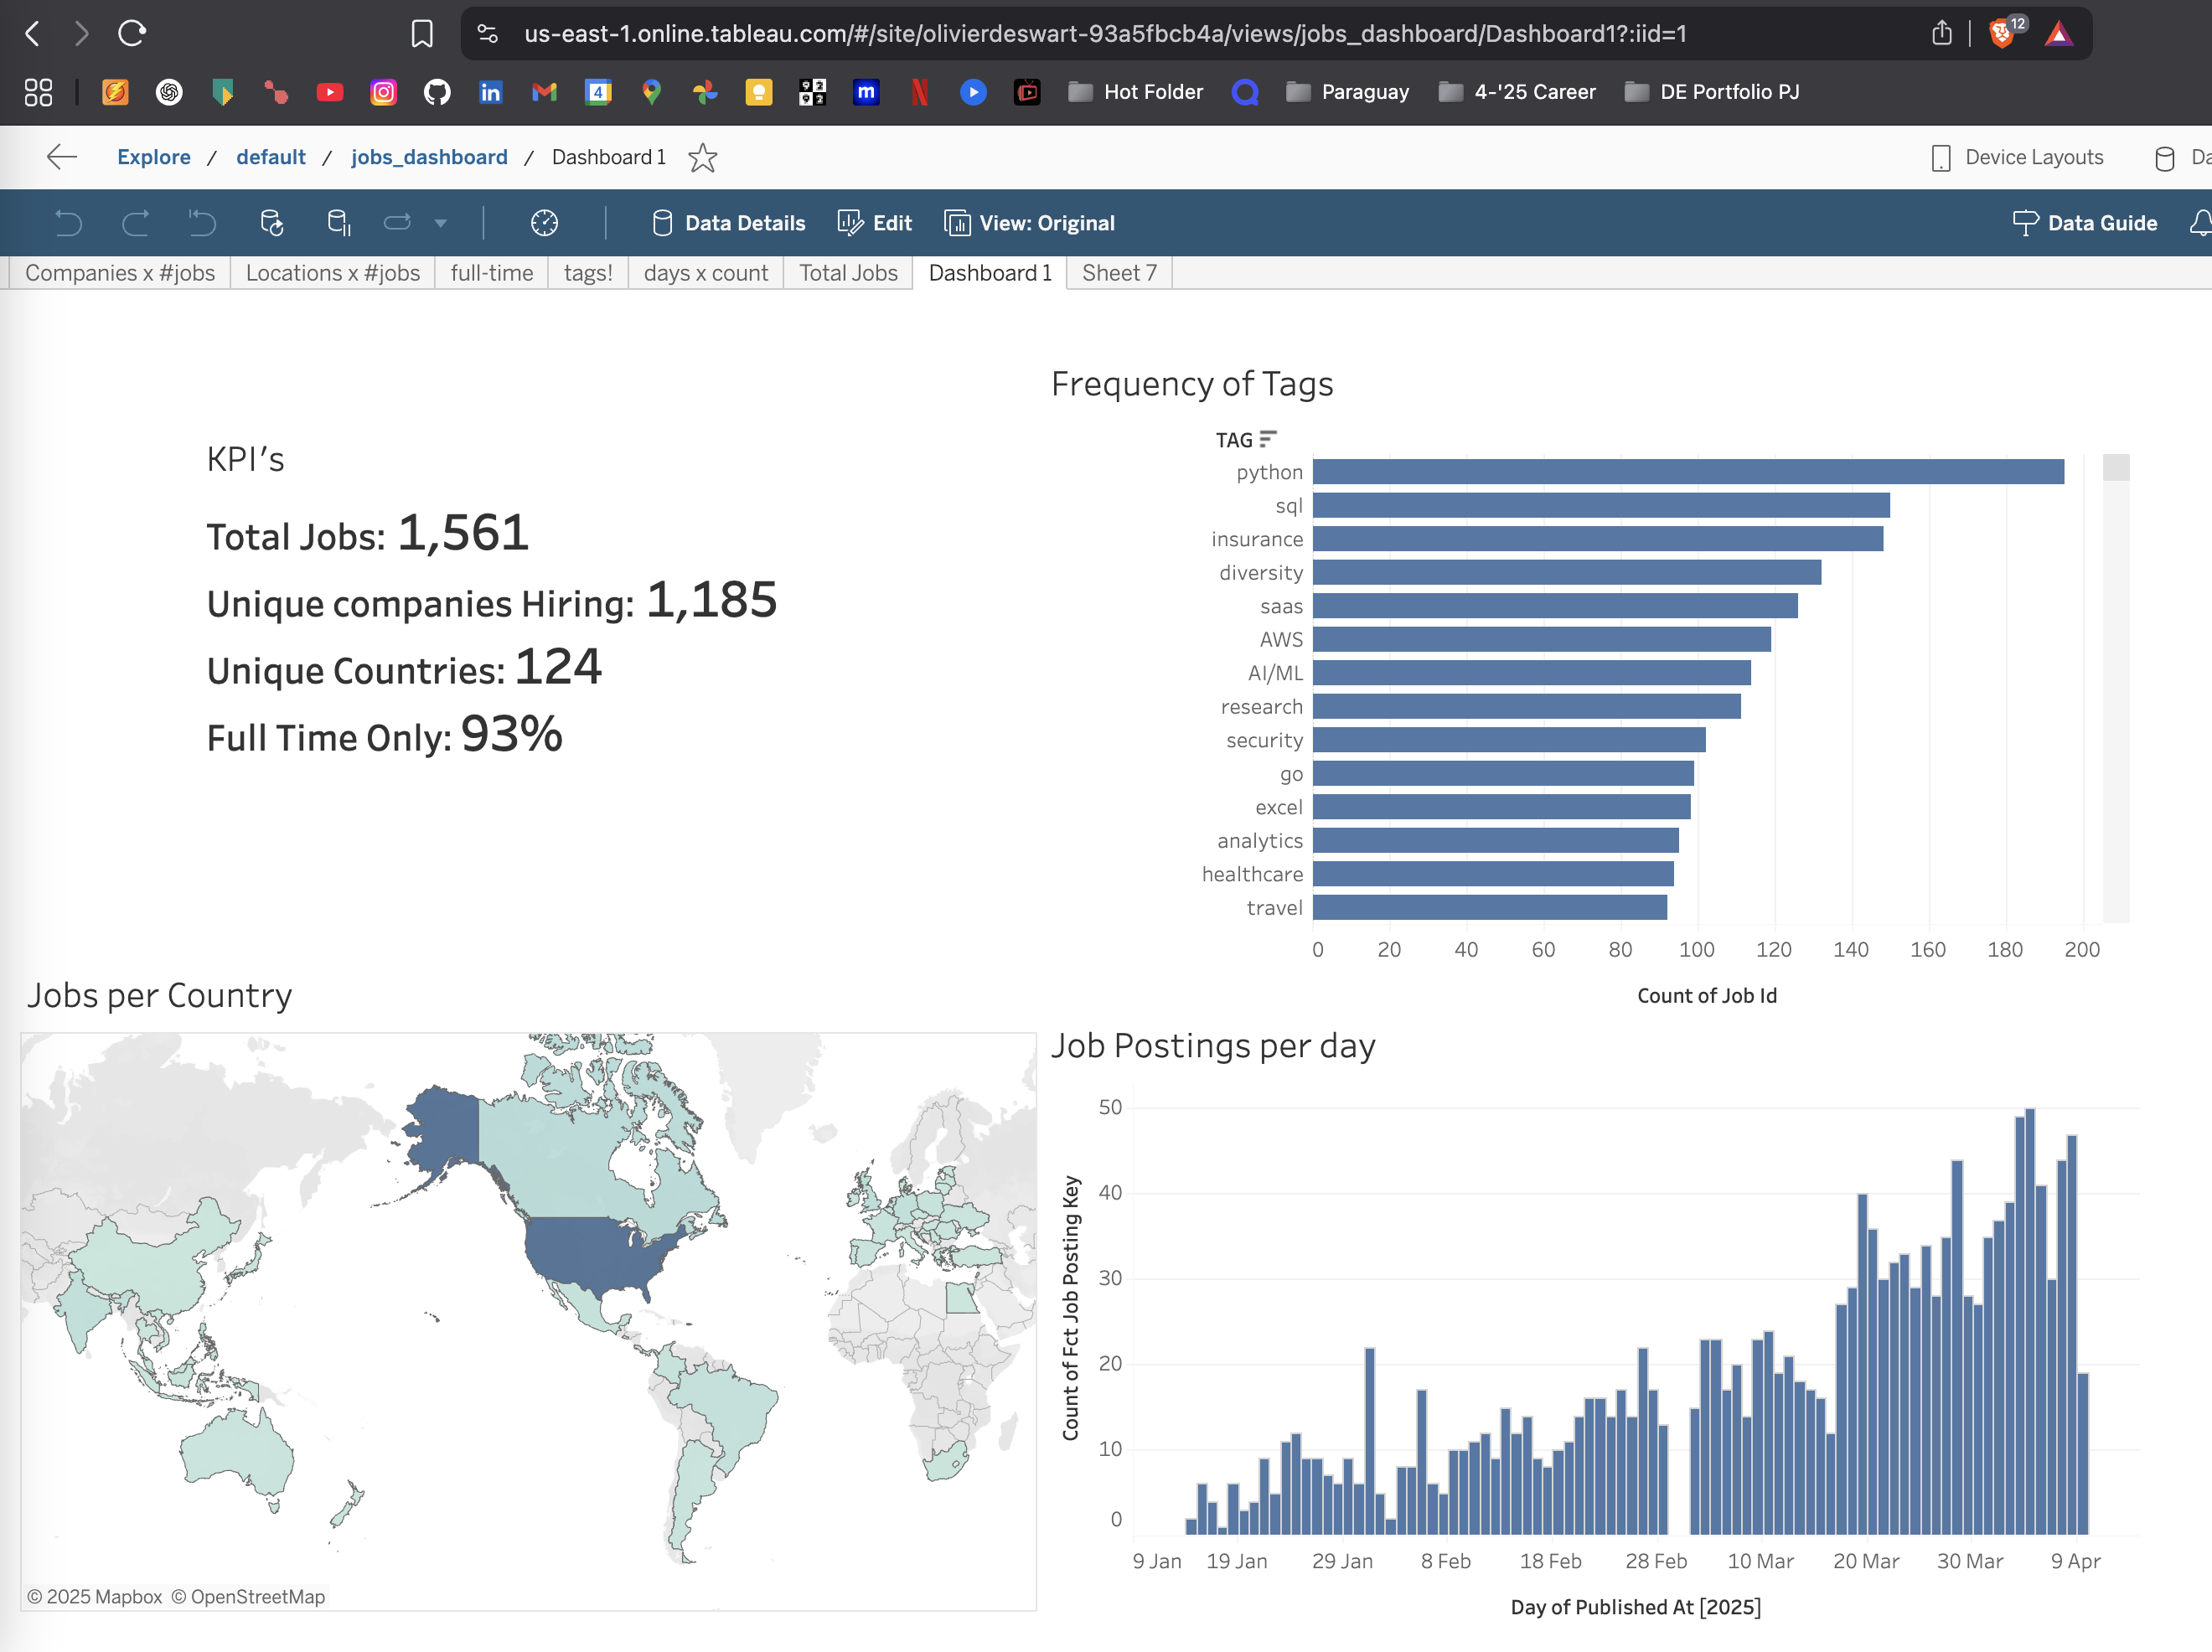 us-east-1.online.tableau.com/#/site/olivierdeswart-93a5fbcb4a/views/jobs_dashboard/Dashboard1?:iid=1
12
4
m
Hot Folder
Paraguay
4-'25 Career
DE Portfolio PJ
Explore / default / jobs_dashboard / Dashboard 1
Device Layouts
Da
Data Details
Edit
View: Original
Data Guide
Companies x #jobs
Locations x #jobs
full-time
tags!
days x count
Total Jobs
Dashboard 1
Sheet 7
KPI's
Total Jobs: 1,561
Unique companies Hiring: 1,185
Unique Countries: 124
Full Time Only: 93%
Frequency of Tags
TAG
python
sql
insurance
diversity
saas
AWS
AI/ML
research
security
go
excel
analytics
healthcare
travel
0 20 40 60 80 100 120 140 160 180 200
Count of Job Id
Jobs per Country
© 2025 Mapbox © OpenStreetMap
Job Postings per day
Count of Fct Job Posting Key
50
40
30
20
10
0
9 Jan 19 Jan 29 Jan 8 Feb 18 Feb 28 Feb 10 Mar 20 Mar 30 Mar 9 Apr
Day of Published At [2025]